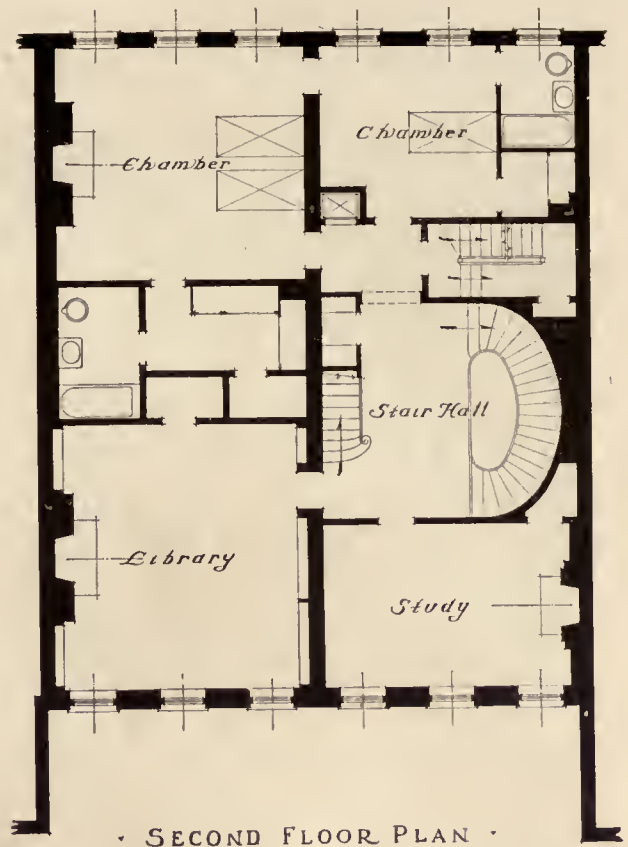 Chamber
Chamber
Stair Hall
Library
Study
· SECOND FLOOR PLAN ·